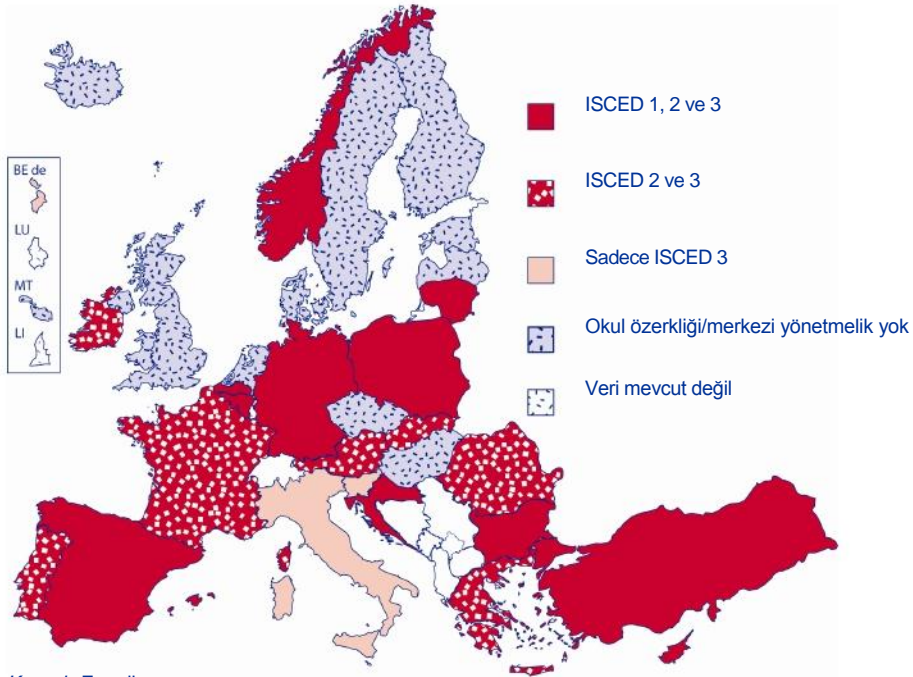 BE de
LU
MT
LI
ISCED 1, 2 ve 3
ISCED 2 ve 3
Sadece ISCED 3
Okul özerkliği/merkezi yönetmelik yok
Veri mevcut değil